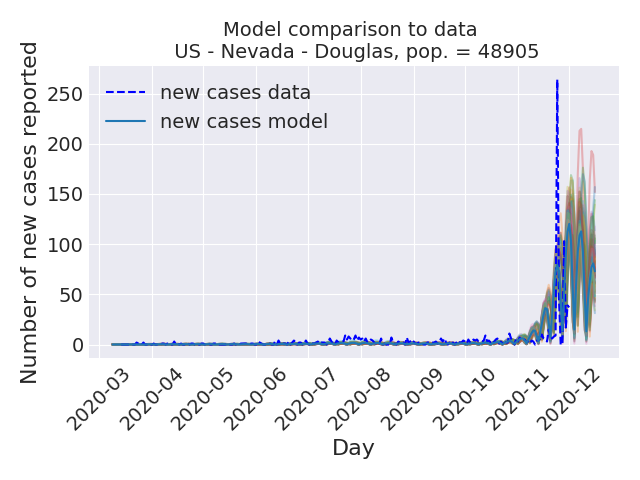 Model comparison to data
US - Nevada - Douglas, pop. = 48905
Number of new cases reported
250
200
150
100
50
0
new cases data
new cases model
2020-03
2020-04
2020-05
2020-06
2020-07
2020-08
2020-09
2020-10
2020-11
2020-12
Day